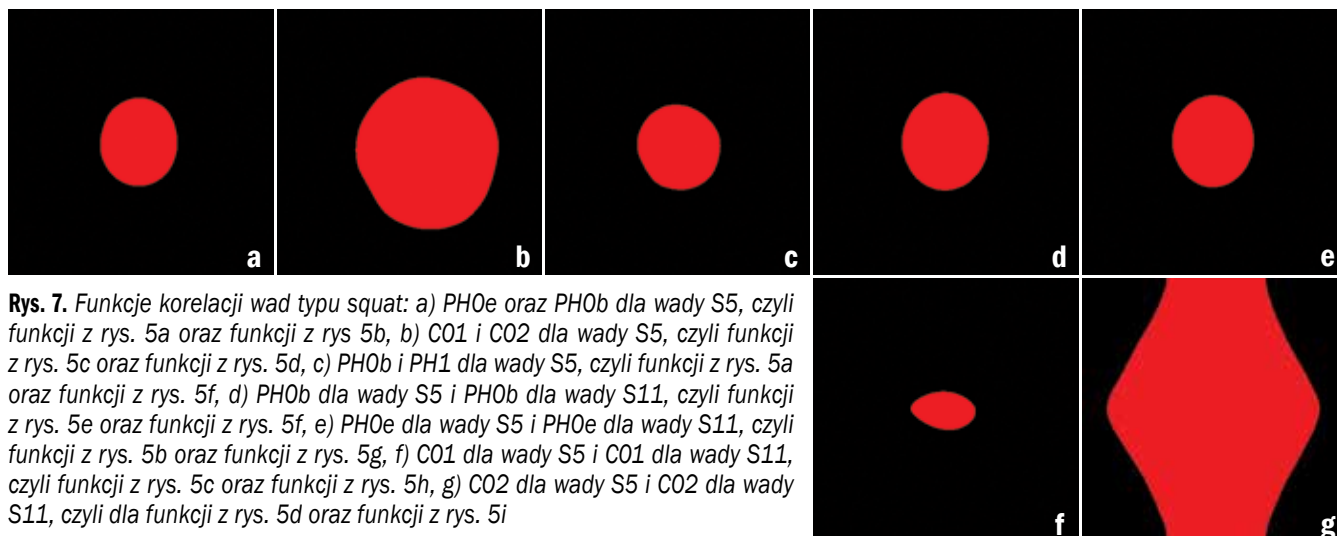 a
b
c
d
e
Rys. 7. Funkcje korelacji wad typu squat: a) PH0e oraz PH0b dla wady S5, czyli
funkcji z rys. 5a oraz funkcji z rys 5b, b) C01 i C02 dla wady S5, czyli funkcji
z rys. 5c oraz funkcji z rys. 5d, c) PH0b i PH1 dla wady S5, czyli funkcji z rys. 5a
oraz funkcji z rys. 5f, d) PH0b dla wady S5 i PH0b dla wady S11, czyli funkcji
z rys. 5e oraz funkcji z rys. 5f, e) PH0e dla wady S5 i PH0e dla wady S11, czyli
funkcji z rys. 5b oraz funkcji z rys. 5g, f) C01 dla wady S5 i C01 dla wady S11,
czyli funkcji z rys. 5c oraz funkcji z rys. 5h, g) C02 dla wady S5 i C02 dla wady
S11, czyli dla funkcji z rys. 5d oraz funkcji z rys. 5i
f
g